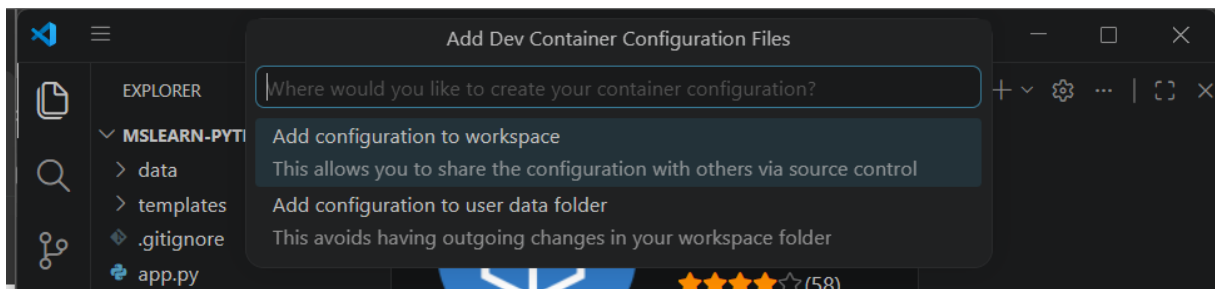 Add Dev Container Configuration Files
Where would you like to create your container configuration?
Add configuration to workspace
This allows you to share the configuration with others via source control
Add configuration to user data folder
This avoids having outgoing changes in your workspace folder
EXPLORER
MSLEARN-PYT
data
templates
.gitignore
app.py
(58)